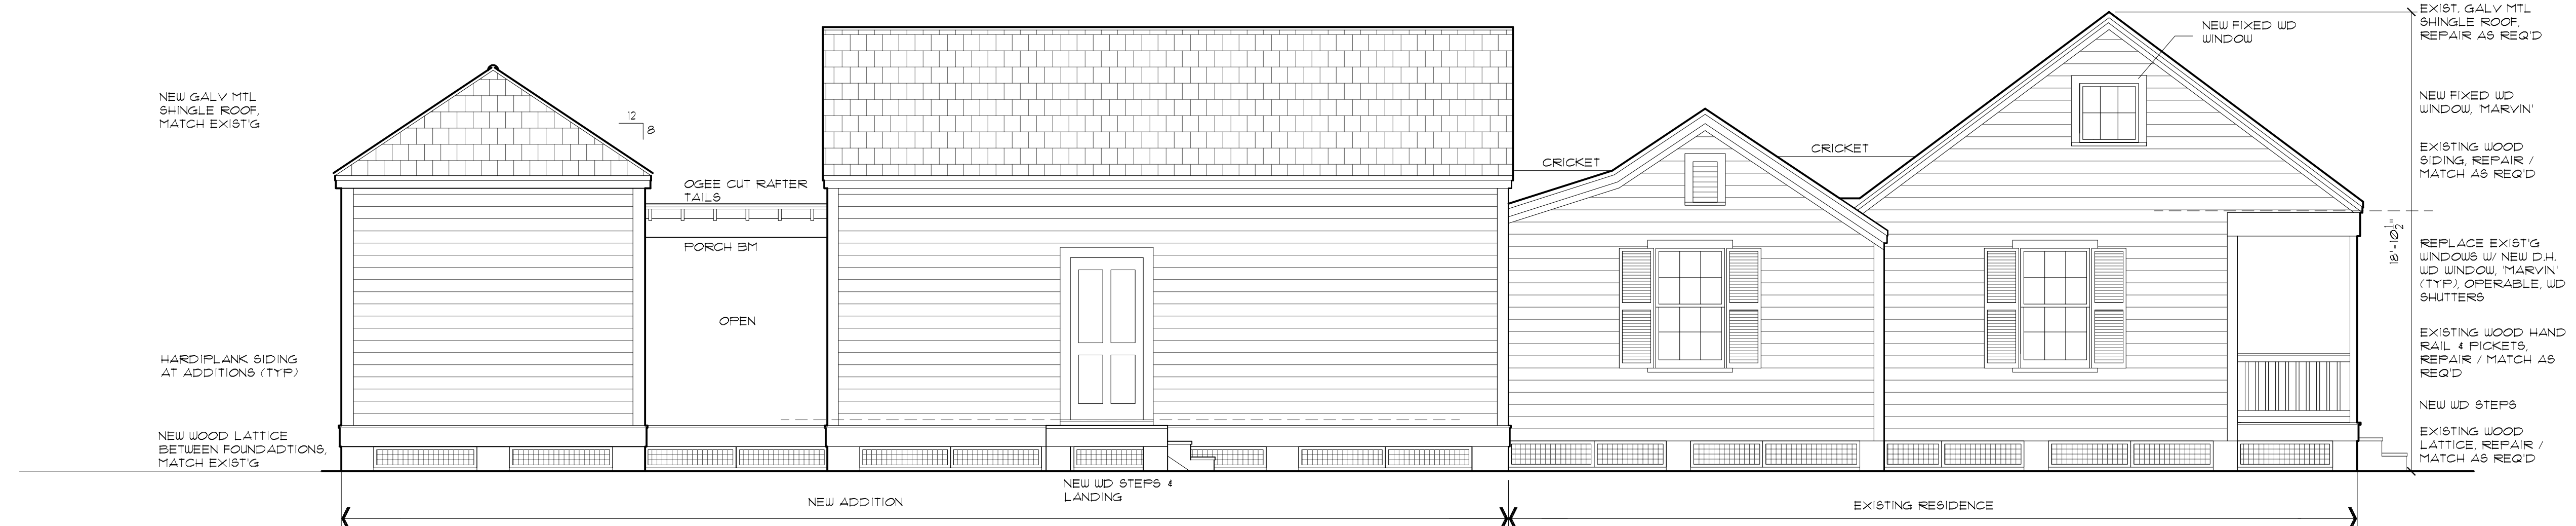 NEW GALV MTL
SHINGLE ROOF,
MATCH EXIST'G
HARDIPLANK SIDING
AT ADDITIONS (TYP)
NEW WOOD LATTICE
BETWEEN FOUNDADTIONS,
MATCH EXIST'G
12
8
OGEE CUT RAFTER
TAILS
PORCH BM
OPEN
CRICKET
CRICKET
NEW FIXED WD
WINDOW
EXIST. GALV MTL
SHINGLE ROOF,
REPAIR AS REQ'D
NEW FIXED WD
WINDOW, 'MARVIN'
EXISTING WOOD
SIDING, REPAIR /
MATCH AS REQ'D
18'-10½"
REPLACE EXIST'G
WINDOWS W/ NEW D.H.
WD WINDOW, 'MARVIN'
(TYP), OPERABLE, WD
SHUTTERS
EXISTING WOOD HAND
RAIL & PICKETS,
REPAIR / MATCH AS
REQ'D
NEW WD STEPS
EXISTING WOOD
LATTICE, REPAIR /
MATCH AS REQ'D
NEW WD STEPS &
LANDING
NEW ADDITION
EXISTING RESIDENCE